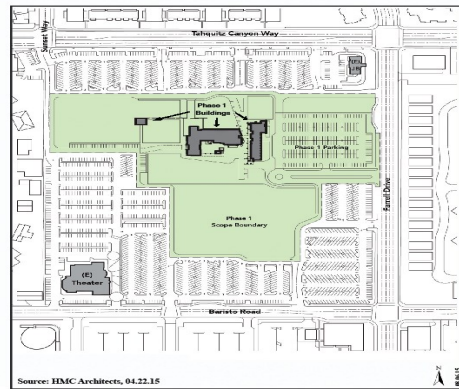 Tahquitz Canyon Way
Sunset Way
Phase 1
Buildings
Phase 1 Parking
Farrell Drive
Phase 1
Scope Boundary
(E)
Theater
Baristo Road
Source: HMC Architects, 04.22.15
N